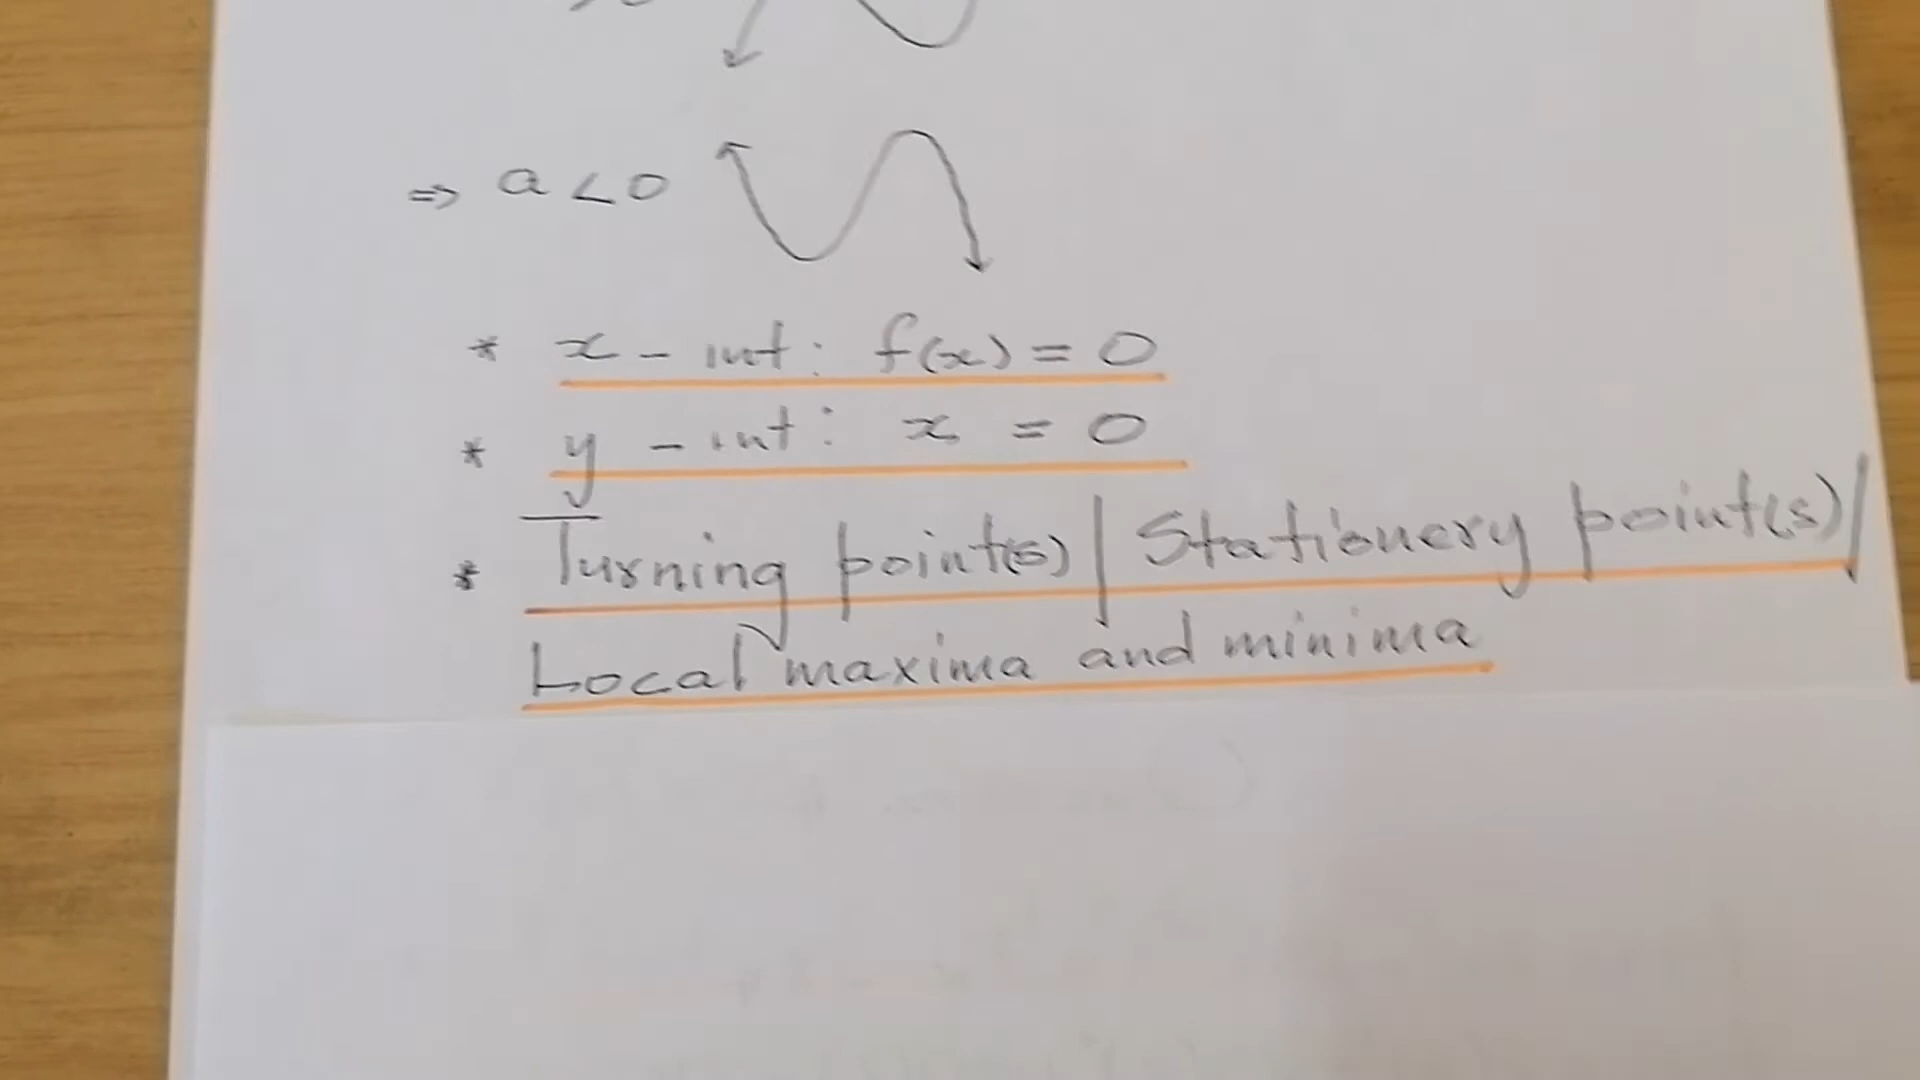 ⇒ a < 0
* x - int : f(x) = 0
* y - int : x = 0
* Turning point(s) / Stationery point(s) /
Local maxima and minima